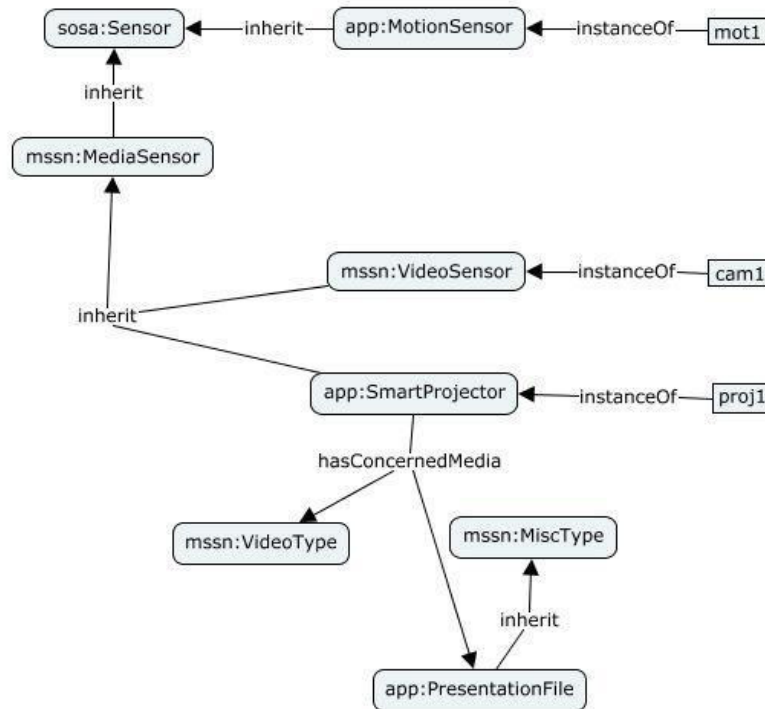 sosa:Sensor
inherit
app:MotionSensor
instanceOf
mot1
inherit
mssn:MediaSensor
mssn:VideoSensor
instanceOf
cam1
inherit
app:SmartProjector
instanceOf
proj1
hasConcernedMedia
mssn:VideoType
mssn:MiscType
inherit
app:PresentationFile